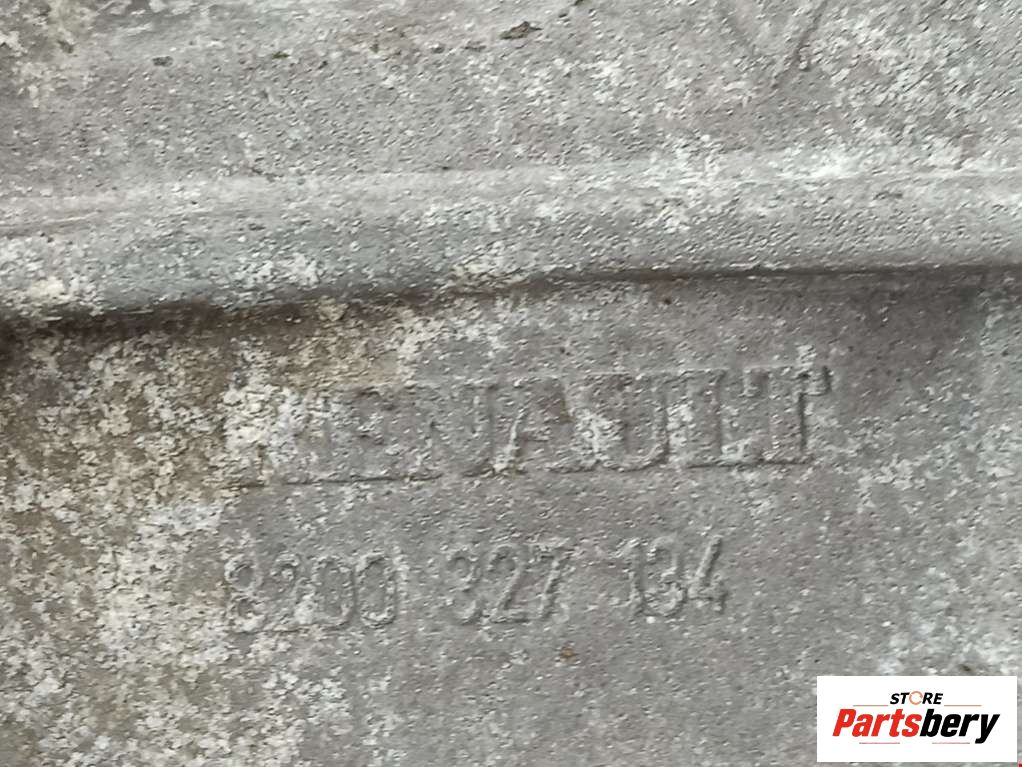 RENAULT
8200 327 134
STORE
Partsbery